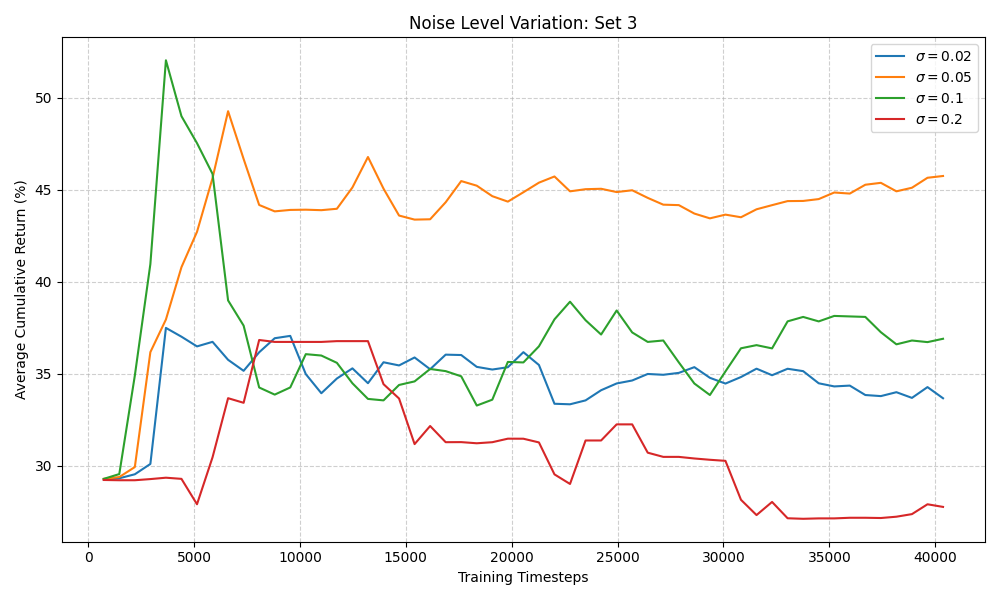 Noise Level Variation: Set 3
σ = 0.02
σ = 0.05
σ = 0.1
σ = 0.2
Average Cumulative Return (%)
50
45
40
35
30
0 5000 10000 15000 20000 25000 30000 35000 40000
Training Timesteps